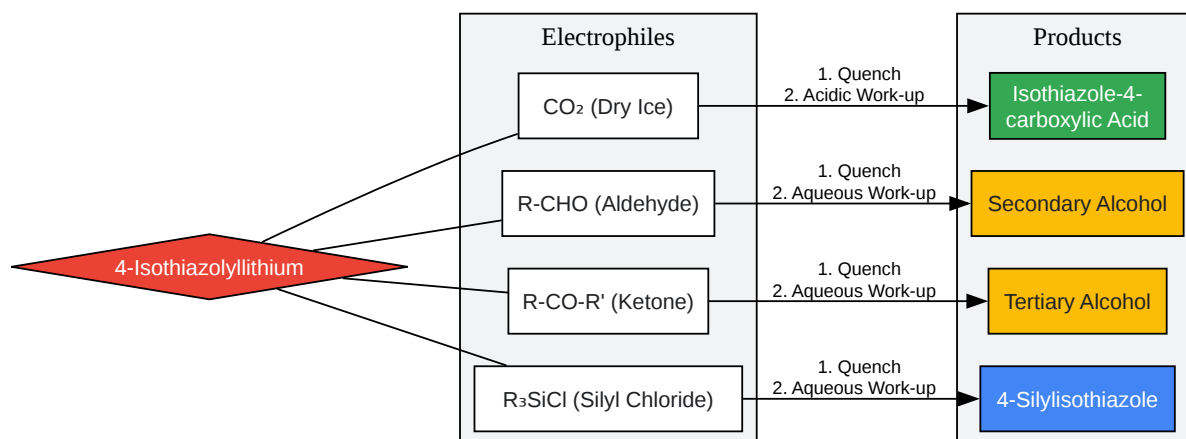 Electrophiles
Products
4-Isothiazolyllithium
CO₂ (Dry Ice)
1. Quench
2. Acidic Work-up
Isothiazole-4-
carboxylic Acid
R-CHO (Aldehyde)
1. Quench
2. Aqueous Work-up
Secondary Alcohol
R-CO-R' (Ketone)
1. Quench
2. Aqueous Work-up
Tertiary Alcohol
R₃SiCl (Silyl Chloride)
1. Quench
2. Aqueous Work-up
4-Silylisothiazole